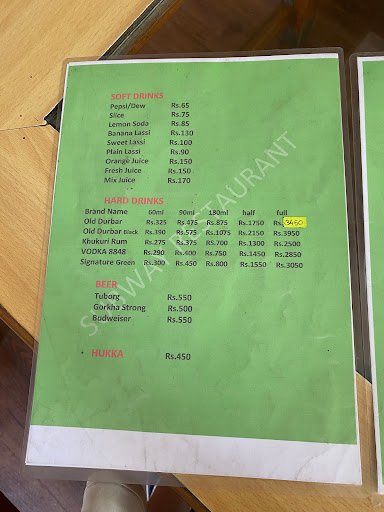 SOFT DRINKS
Pepsi/Dew Rs.65
Slice Rs.75
Lemon Soda Rs.85
Banana Lassi Rs.130
Sweet Lassi Rs.100
Plain Lassi Rs.90
Orange Juice Rs.150
Fresh Juice Rs.150
Mix Juice Rs.170
HARD DRINKS
Brand Name 60ml 90ml 180ml half full
Old Durbar Rs.325 Rs.475 Rs.875 Rs.1750 Rs.3450
Old Durbar Black Rs.390 Rs.575 Rs.1075 Rs.2150 Rs.3950
Khukuri Rum Rs.275 Rs.375 Rs.700 Rs.1300 Rs.2500
VODKA 8848 Rs.290 Rs.400 Rs.750 Rs.1450 Rs.2850
Signature Green Rs.300 Rs.450 Rs.800 Rs.1550 Rs.3050
BEER
Tuborg Rs.550
Gorkha Strong Rs.500
Budweiser Rs.550
HUKKA Rs.450
RESTAURANT